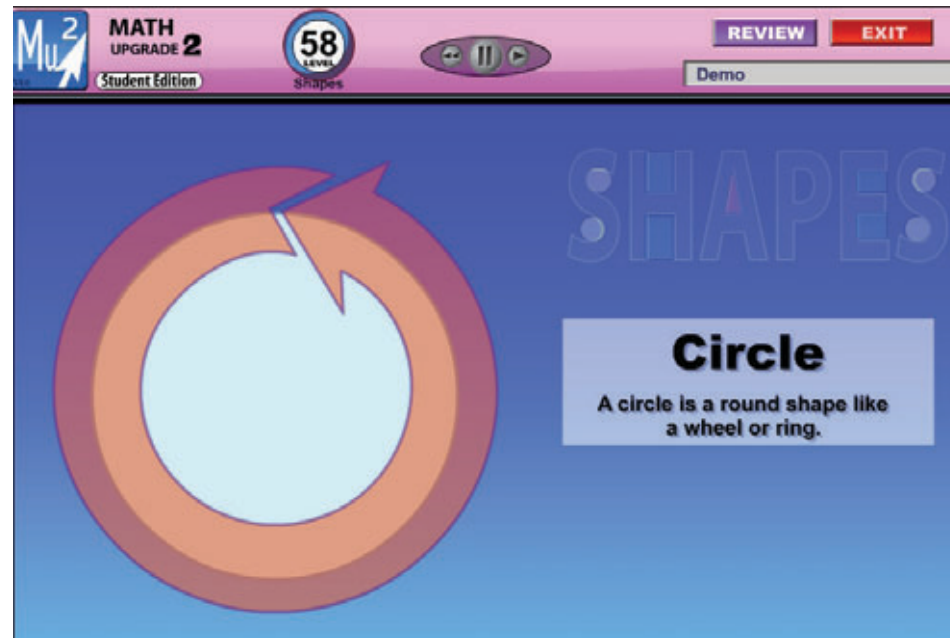 Mu2
MATH
UPGRADE 2
Student Edition
58
LEVEL
Shapes
REVIEW
EXIT
Demo
SHAPES
Circle
A circle is a round shape like
a wheel or ring.